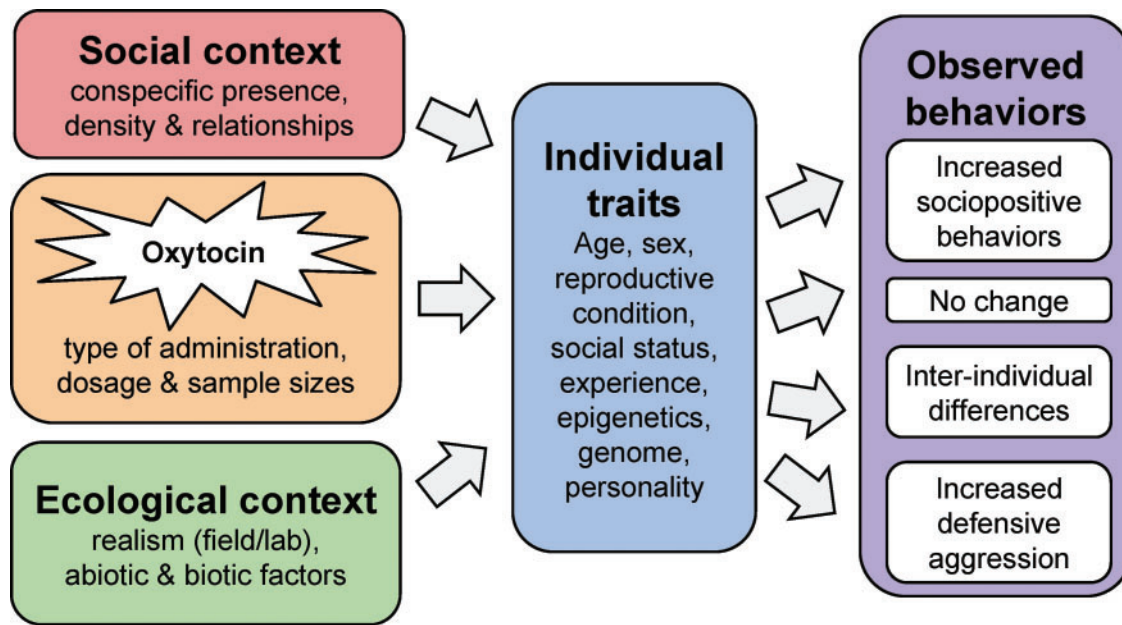 Social context
conspecific presence,
density & relationships
Oxytocin
type of administration,
dosage & sample sizes
Ecological context
realism (field/lab),
abiotic & biotic factors
Individual
traits
Age, sex,
reproductive
condition,
social status,
experience,
epigenetics,
genome,
personality
Observed
behaviors
Increased
sociopositive
behaviors
No change
Inter-individual
differences
Increased
defensive
aggression